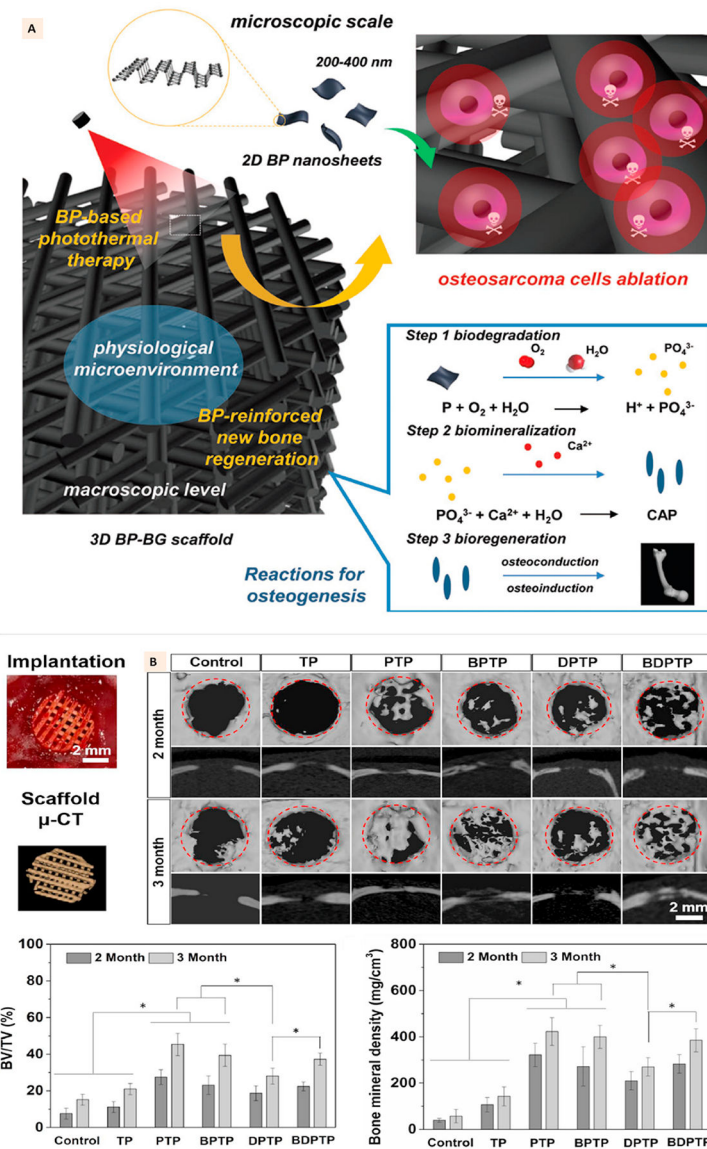 A
microscopic scale
200-400 nm
2D BP nanosheets
BP-based
photothermal
therapy
osteosarcoma cells ablation
physiological
microenvironment
BP-reinforced
new bone
regeneration
macroscopic level
3D BP-BG scaffold
Reactions for
osteogenesis
Step 1 biodegradation
O₂ H₂O PO₄³⁻
P + O₂ + H₂O H⁺ + PO₄³⁻
Step 2 biomineralization
Ca²⁺
PO₄³⁻ + Ca²⁺ + H₂O CAP
Step 3 bioregeneration
osteoconduction
osteoinduction
Implantation
2 mm
Scaffold
μ-CT
B
Control TP PTP BPTP DPTP BDPTP
2 month
3 month
2 mm
BV/TV (%)
100
80
60
40
20
0
2 Month 3 Month
* * *
Control TP PTP BPTP DPTP BDPTP
Bone mineral density (mg/cm³)
800
600
400
200
0
2 Month 3 Month
* * *
Control TP PTP BPTP DPTP BDPTP